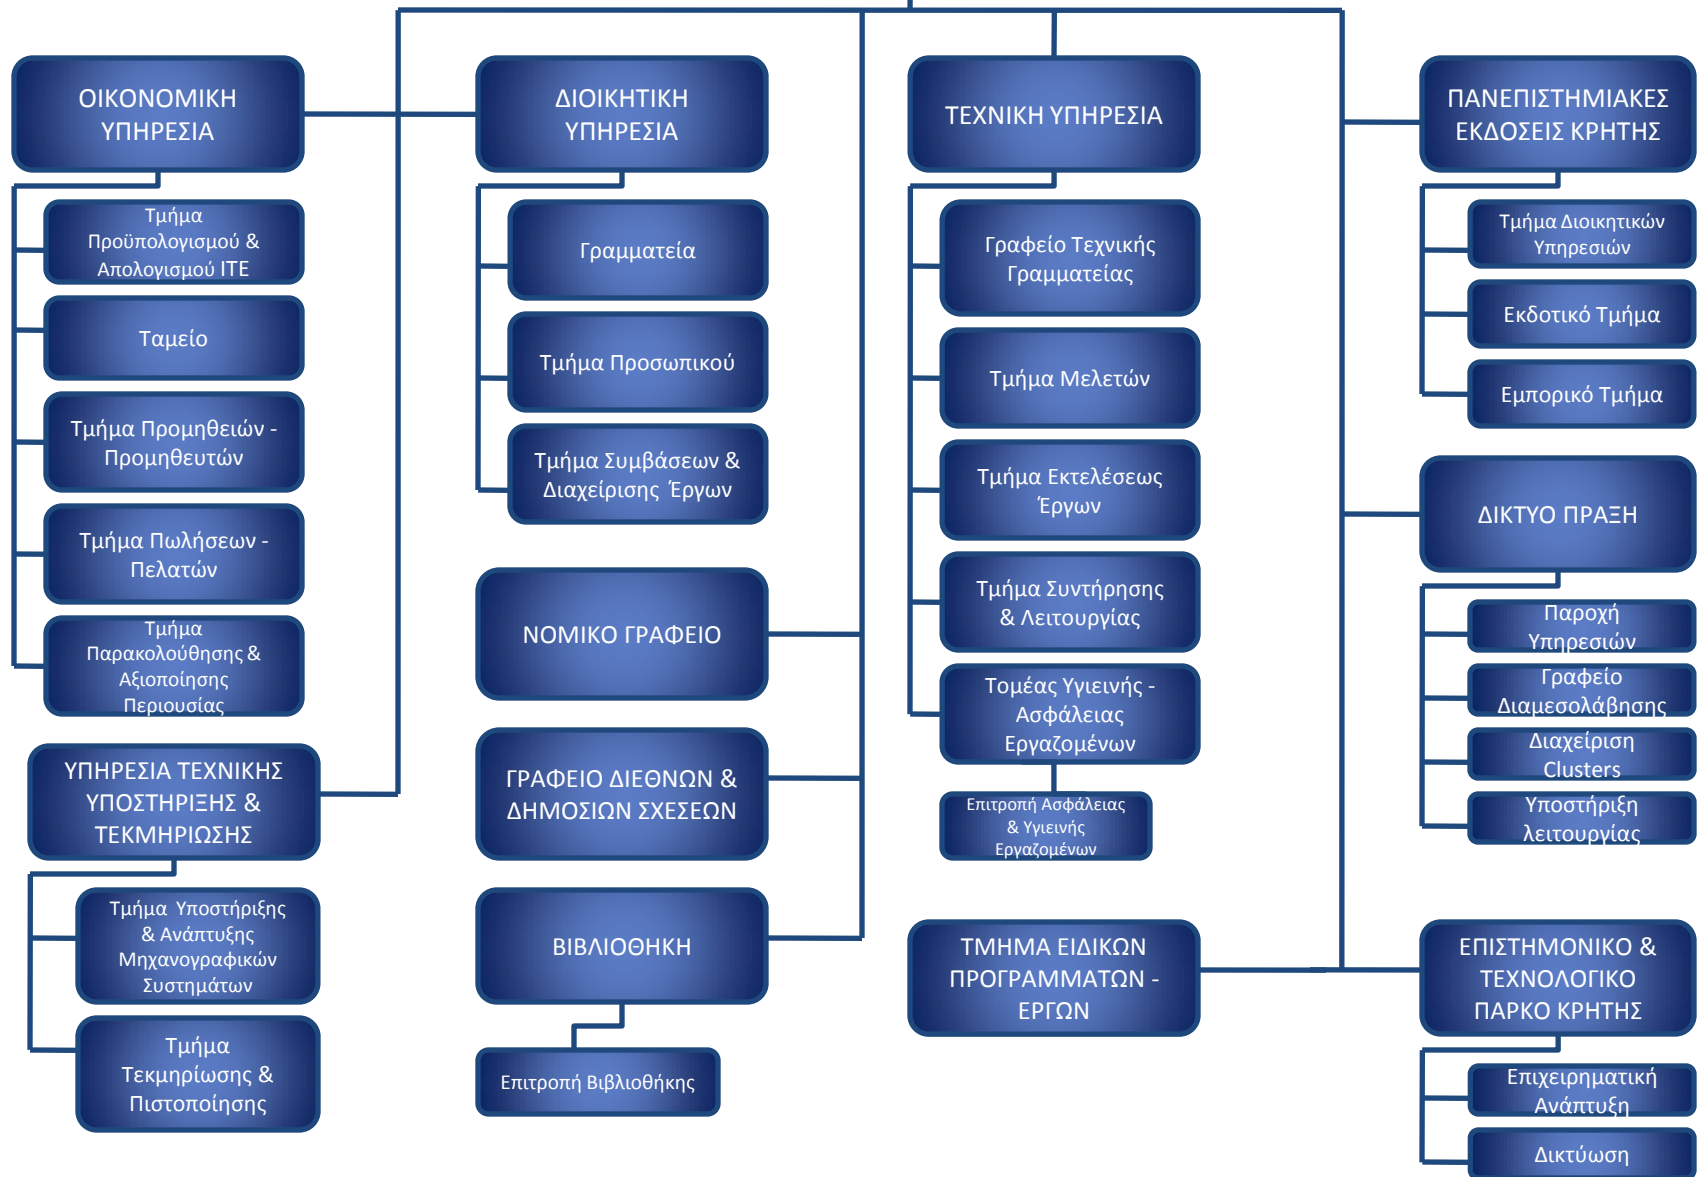 ΟΙΚΟΝΟΜΙΚΗ
ΥΠΗΡΕΣΙΑ
Τμήμα
Προϋπολογισμού &
Απολογισμού ΙΤΕ
Ταμείο
Τμήμα Προμηθειών -
Προμηθευτών
Τμήμα Πωλήσεων -
Πελατών
Τμήμα
Παρακολούθησης &
Αξιοποίησης
Περιουσίας
ΥΠΗΡΕΣΙΑ ΤΕΧΝΙΚΗΣ
ΥΠΟΣΤΗΡΙΞΗΣ &
ΤΕΚΜΗΡΙΩΣΗΣ
Τμήμα Υποστήριξης
& Ανάπτυξης
Μηχανογραφικών
Συστημάτων
Τμήμα
Τεκμηρίωσης &
Πιστοποίησης
ΔΙΟΙΚΗΤΙΚΗ
ΥΠΗΡΕΣΙΑ
Γραμματεία
Τμήμα Προσωπικού
Τμήμα Συμβάσεων &
Διαχείρισης Έργων
ΝΟΜΙΚΟ ΓΡΑΦΕΙΟ
ΓΡΑΦΕΙΟ ΔΙΕΘΝΩΝ &
ΔΗΜΟΣΙΩΝ ΣΧΕΣΕΩΝ
ΒΙΒΛΙΟΘΗΚΗ
Επιτροπή Βιβλιοθήκης
ΤΕΧΝΙΚΗ ΥΠΗΡΕΣΙΑ
Γραφείο Τεχνικής
Γραμματείας
Τμήμα Μελετών
Τμήμα Εκτελέσεως
Έργων
Τμήμα Συντήρησης
& Λειτουργίας
Τομέας Υγιεινής -
Ασφάλειας
Εργαζομένων
Επιτροπή Ασφάλειας
& Υγιεινής
Εργαζομένων
ΤΜΗΜΑ ΕΙΔΙΚΩΝ
ΠΡΟΓΡΑΜΜΑΤΩΝ -
ΕΡΓΩΝ
ΠΑΝΕΠΙΣΤΗΜΙΑΚΕΣ
ΕΚΔΟΣΕΙΣ ΚΡΗΤΗΣ
Τμήμα Διοικητικών
Υπηρεσιών
Εκδοτικό Τμήμα
Εμπορικό Τμήμα
ΔΙΚΤΥΟ ΠΡΑΞΗ
Παροχή
Υπηρεσιών
Γραφείο
Διαμεσολάβησης
Διαχείριση
Clusters
Υποστήριξη
λειτουργίας
ΕΠΙΣΤΗΜΟΝΙΚΟ &
ΤΕΧΝΟΛΟΓΙΚΟ
ΠΑΡΚΟ ΚΡΗΤΗΣ
Επιχειρηματική
Ανάπτυξη
Δικτύωση